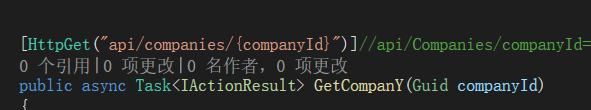 [HttpGet("api/companies/{companyId}")]//api/Companies/companyId=
0 个引用|0 项更改|0 名作者，0 项更改
public async Task<IActionResult> GetCompanY(Guid companyId)
{